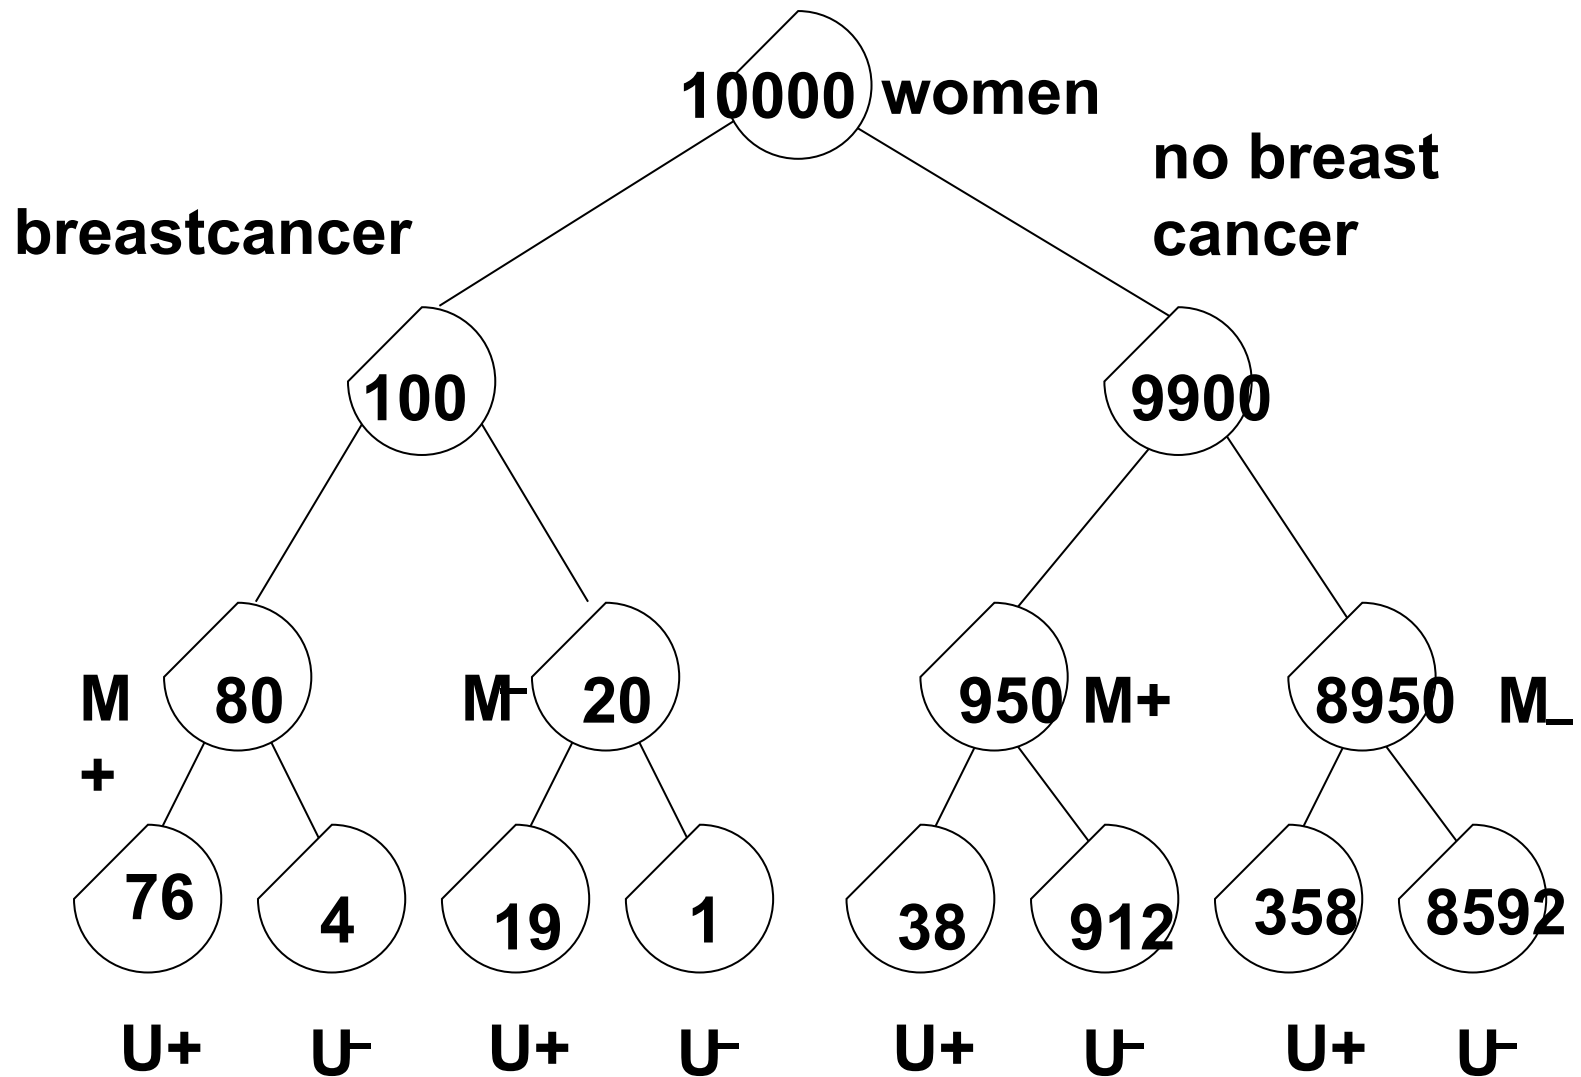 10000 women
no breast
cancer
breastcancer
100
9900
M
+
80
M–
20
950
M+
8950
M_
76
4
19
1
38
912
358
8592
U+
U–
U+
U–
U+
U–
U+
U–